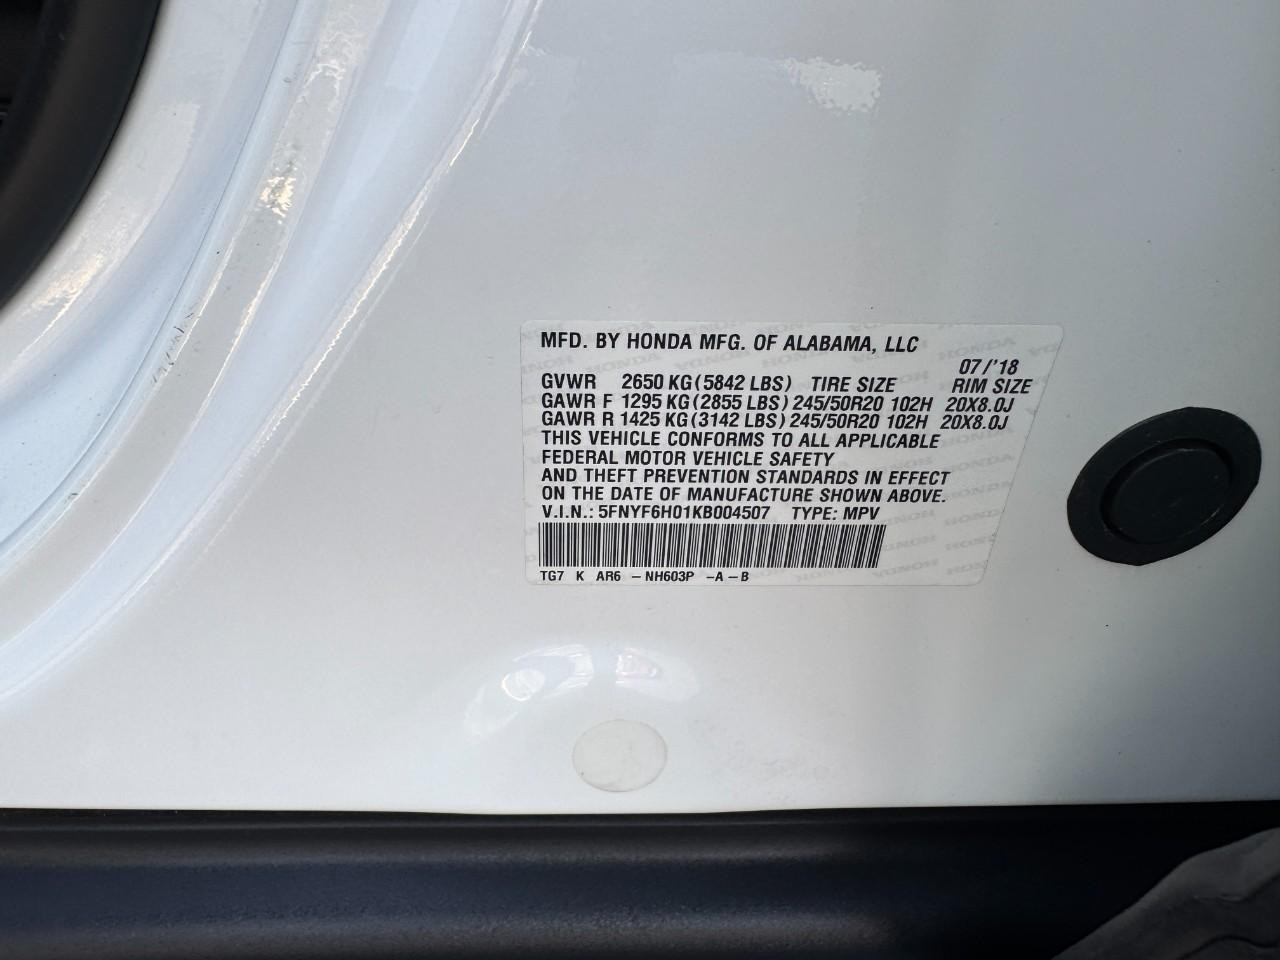 MFD. BY HONDA MFG. OF ALABAMA, LLC
07/'18
GVWR 2650 KG(5842 LBS) TIRE SIZE RIM SIZE
GAWR F 1295 KG(2855 LBS) 245/50R20 102H 20X8.0J
GAWR R 1425 KG(3142 LBS) 245/50R20 102H 20X8.0J
THIS VEHICLE CONFORMS TO ALL APPLICABLE
FEDERAL MOTOR VEHICLE SAFETY
AND THEFT PREVENTION STANDARDS IN EFFECT
ON THE DATE OF MANUFACTURE SHOWN ABOVE.
V.I.N.: 5FNYF6H01KB004507 TYPE: MPV
TG7 K AR6 -NH603P -A-B